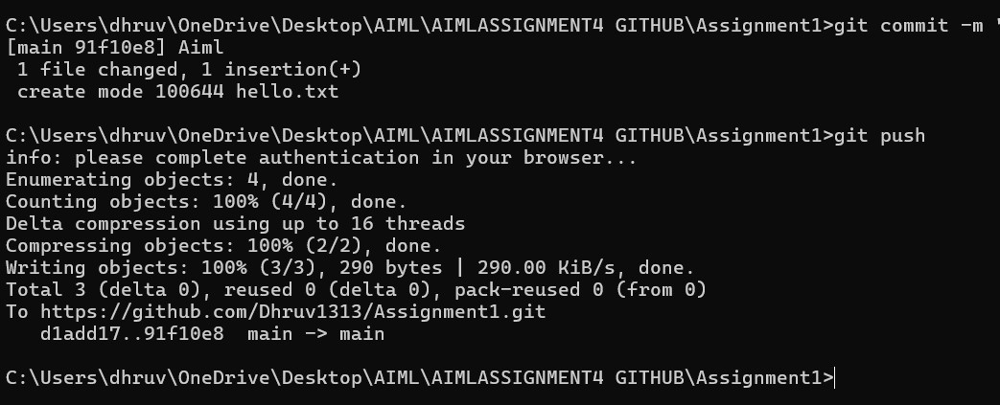 C:\Users\dhruv\OneDrive\Desktop\AIML\AIMLASSIGNMENT4 GITHUB\Assignment1>git commit -m "
[main 91f10e8] Aiml
 1 file changed, 1 insertion(+)
 create mode 100644 hello.txt

C:\Users\dhruv\OneDrive\Desktop\AIML\AIMLASSIGNMENT4 GITHUB\Assignment1>git push
info: please complete authentication in your browser...
Enumerating objects: 4, done.
Counting objects: 100% (4/4), done.
Delta compression using up to 16 threads
Compressing objects: 100% (2/2), done.
Writing objects: 100% (3/3), 290 bytes | 290.00 KiB/s, done.
Total 3 (delta 0), reused 0 (delta 0), pack-reused 0 (from 0)
To https://github.com/Dhruv1313/Assignment1.git
   d1add17..91f10e8  main -> main

C:\Users\dhruv\OneDrive\Desktop\AIML\AIMLASSIGNMENT4 GITHUB\Assignment1>